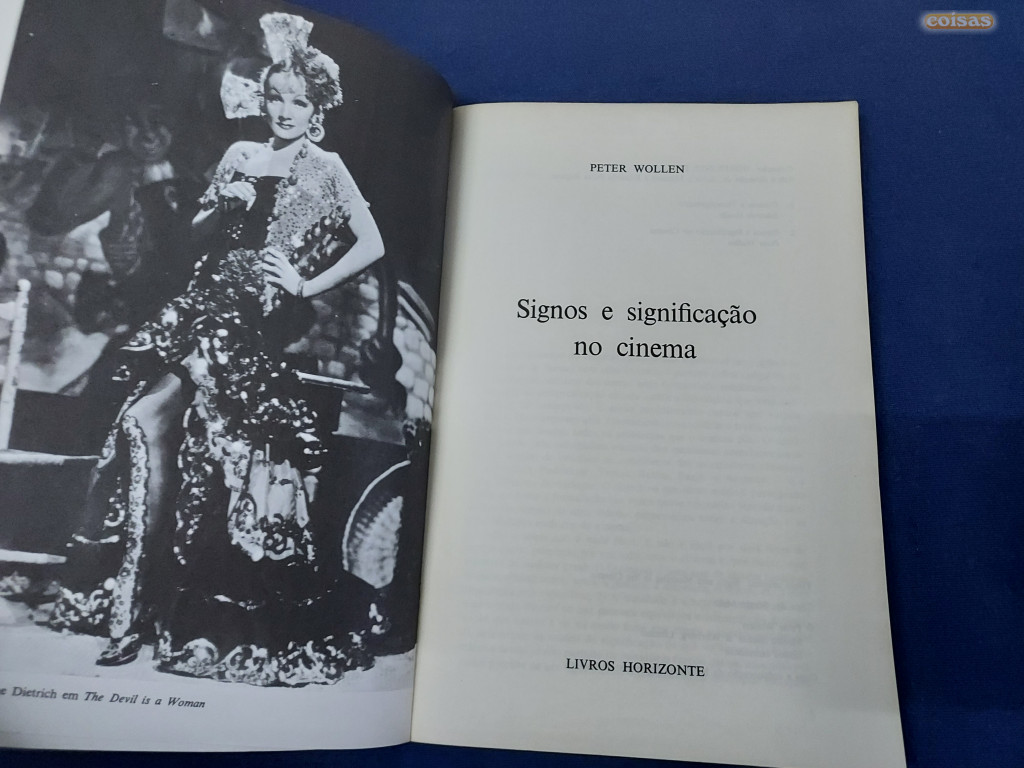 e Dietrich em The Devil is a Woman
PETER WOLLEN
Signos e significação
no cinema
LIVROS HORIZONTE
coisas